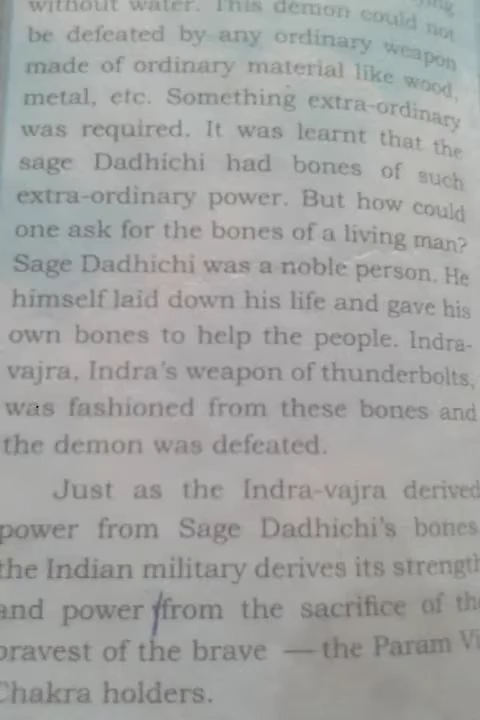 without water. This demon could not
be defeated by any ordinary weapon
made of ordinary material like wood,
metal, etc. Something extra-ordinary
was required. It was learnt that the
sage Dadhichi had bones of such
extra-ordinary power. But how could
one ask for the bones of a living man?
Sage Dadhichi was a noble person. He
himself laid down his life and gave his
own bones to help the people. Indra-
vajra, Indra's weapon of thunderbolts,
was fashioned from these bones and
the demon was defeated.
Just as the Indra-vajra derived
power from Sage Dadhichi's bones
the Indian military derives its strength
and power from the sacrifice of the
bravest of the brave — the Param Vi
Chakra holders.